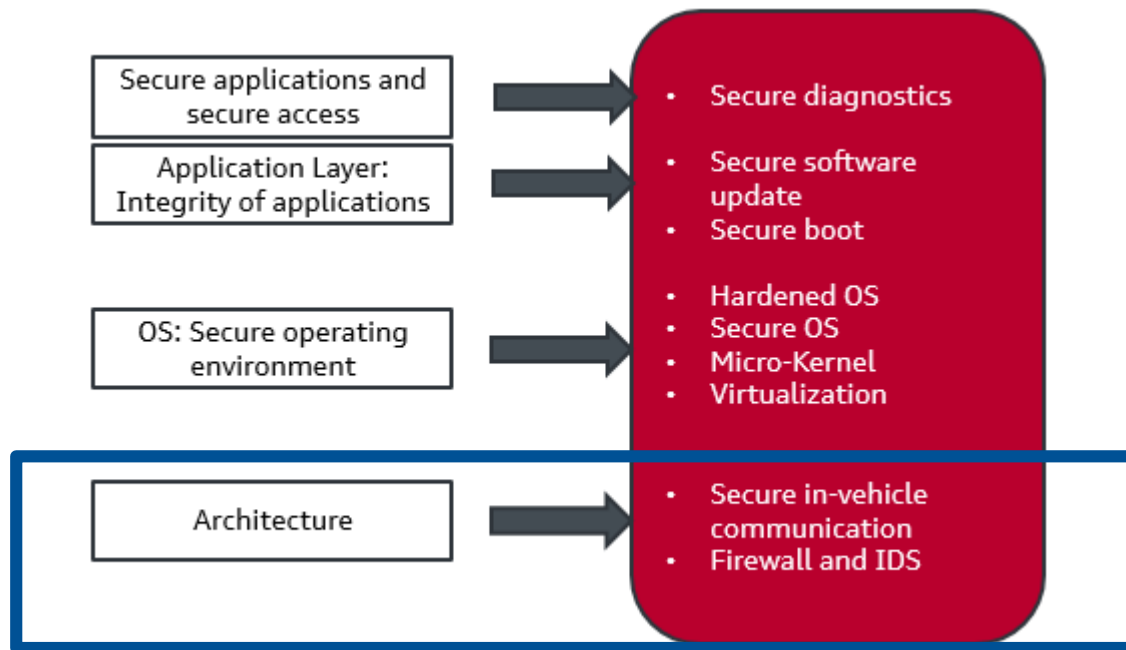 Secure applications and
secure access
• Secure diagnostics
Application Layer:
Integrity of applications
• Secure software
update
• Secure boot
OS: Secure operating
environment
• Hardened OS
• Secure OS
• Micro-Kernel
• Virtualization
Architecture
• Secure in-vehicle
communication
• Firewall and IDS